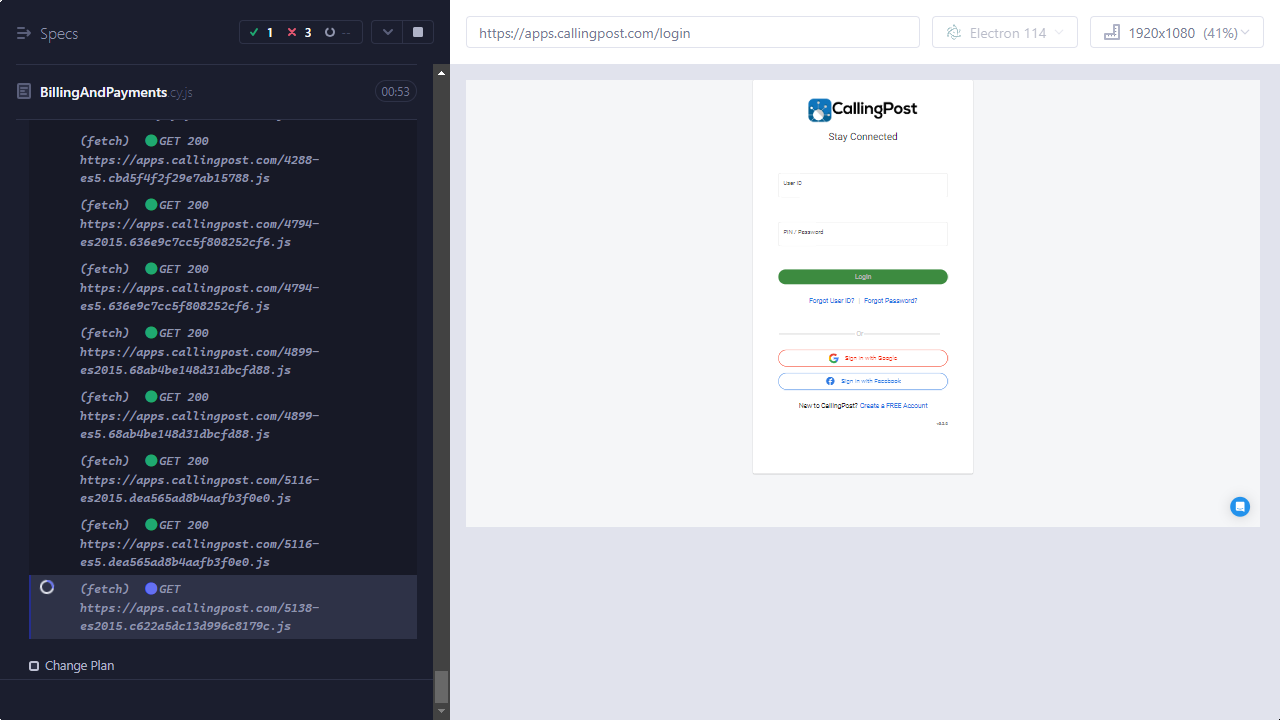 Specs
1
3
--
BillingAndPayments.cy.js
00:53
(fetch) GET 200
https://apps.callingpost.com/4288-
es5.cbd5f4f2f29e7ab15788.js
(fetch) GET 200
https://apps.callingpost.com/4794-
es2015.636e9c7cc5f808252cf6.js
(fetch) GET 200
https://apps.callingpost.com/4794-
es5.636e9c7cc5f808252cf6.js
(fetch) GET 200
https://apps.callingpost.com/4899-
es2015.68ab4be148d31dbcfd88.js
(fetch) GET 200
https://apps.callingpost.com/4899-
es5.68ab4be148d31dbcfd88.js
(fetch) GET 200
https://apps.callingpost.com/5116-
es2015.dea565ad8b4aafb3f0e0.js
(fetch) GET 200
https://apps.callingpost.com/5116-
es5.dea565ad8b4aafb3f0e0.js
(fetch) GET
https://apps.callingpost.com/5138-
es2015.c622a5dc13d996c8179c.js
Change Plan
https://apps.callingpost.com/login
Electron 114
1920x1080 (41%)
CallingPost
Stay Connected
User ID
PIN / Password
Login
Forgot User ID? | Forgot Password?
Or
Sign in with Google
Sign in with Facebook
New to CallingPost? Create a FREE Account